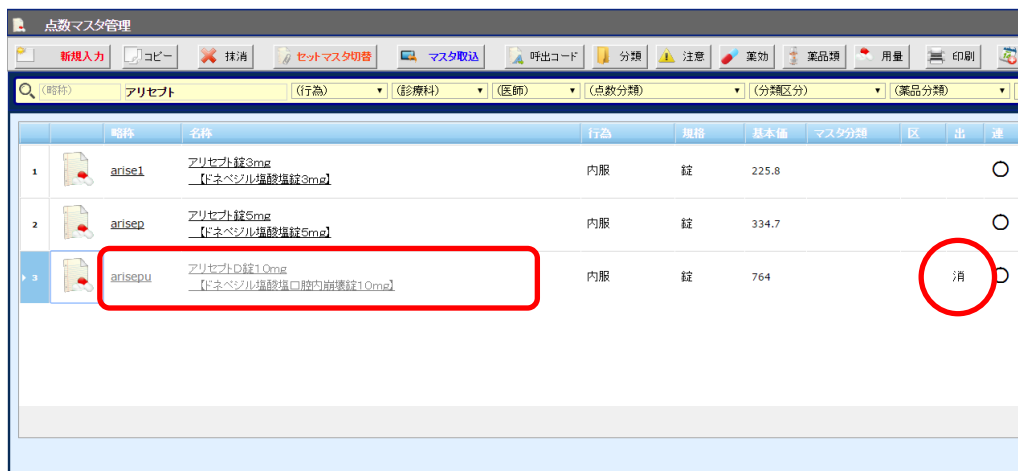 点数マスタ管理
新規入力 コピー 抹消 セットマスタ切替 マスタ取込 呼出コード 分類 注意 薬効 薬品類 用量 印刷
(略称) アリセプト (行為) (診療科) (医師) (点数分類) (分類区分) (薬品分類)
略称 名称 行為 規格 基本価 マスタ分類 区 出 連
1 arise1 アリセプト錠3mg 内服 錠 225.8
【ドネペジル塩酸塩錠3mg】
2 arisep アリセプト錠5mg 内服 錠 334.7
【ドネペジル塩酸塩錠5mg】
3 arisepu アリセプトD錠10mg 内服 錠 764 消
【ドネペジル塩酸塩口腔内崩壊錠10mg】